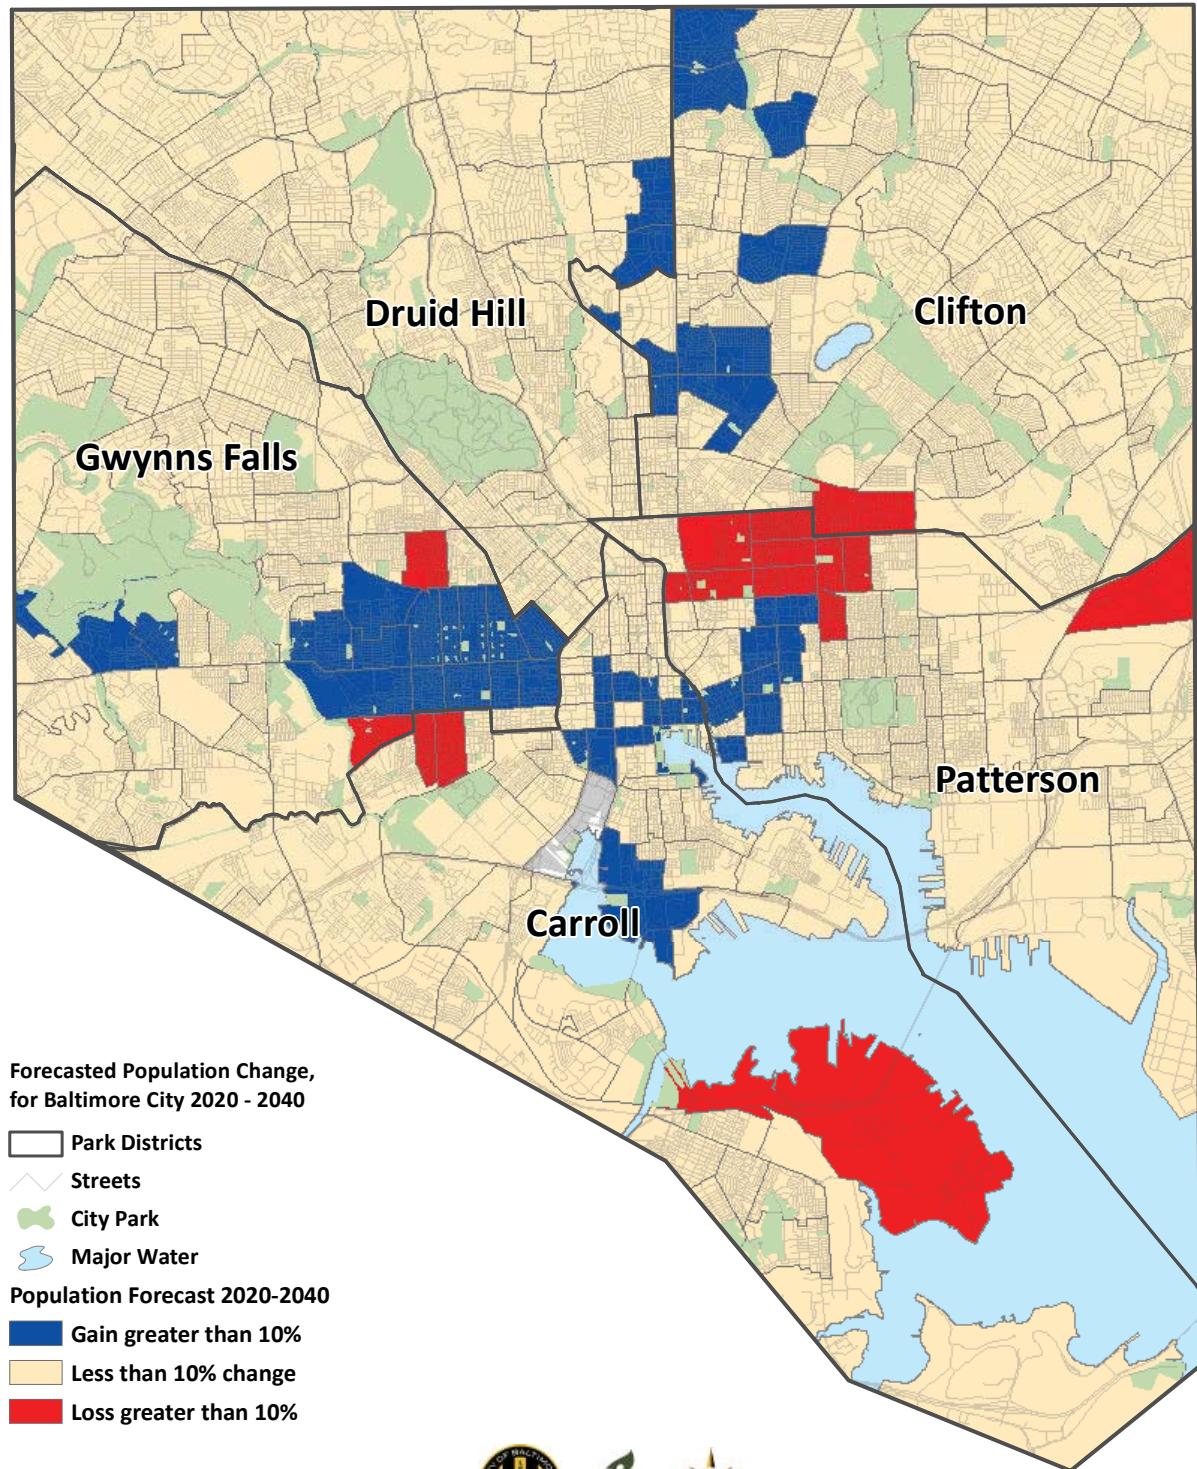 Druid Hill
Clifton
Gwynns Falls
Patterson
Carroll
Forecasted Population Change,
for Baltimore City 2020 - 2040
Park Districts
Streets
City Park
Major Water
Population Forecast 2020-2040
Gain greater than 10%
Less than 10% change
Loss greater than 10%